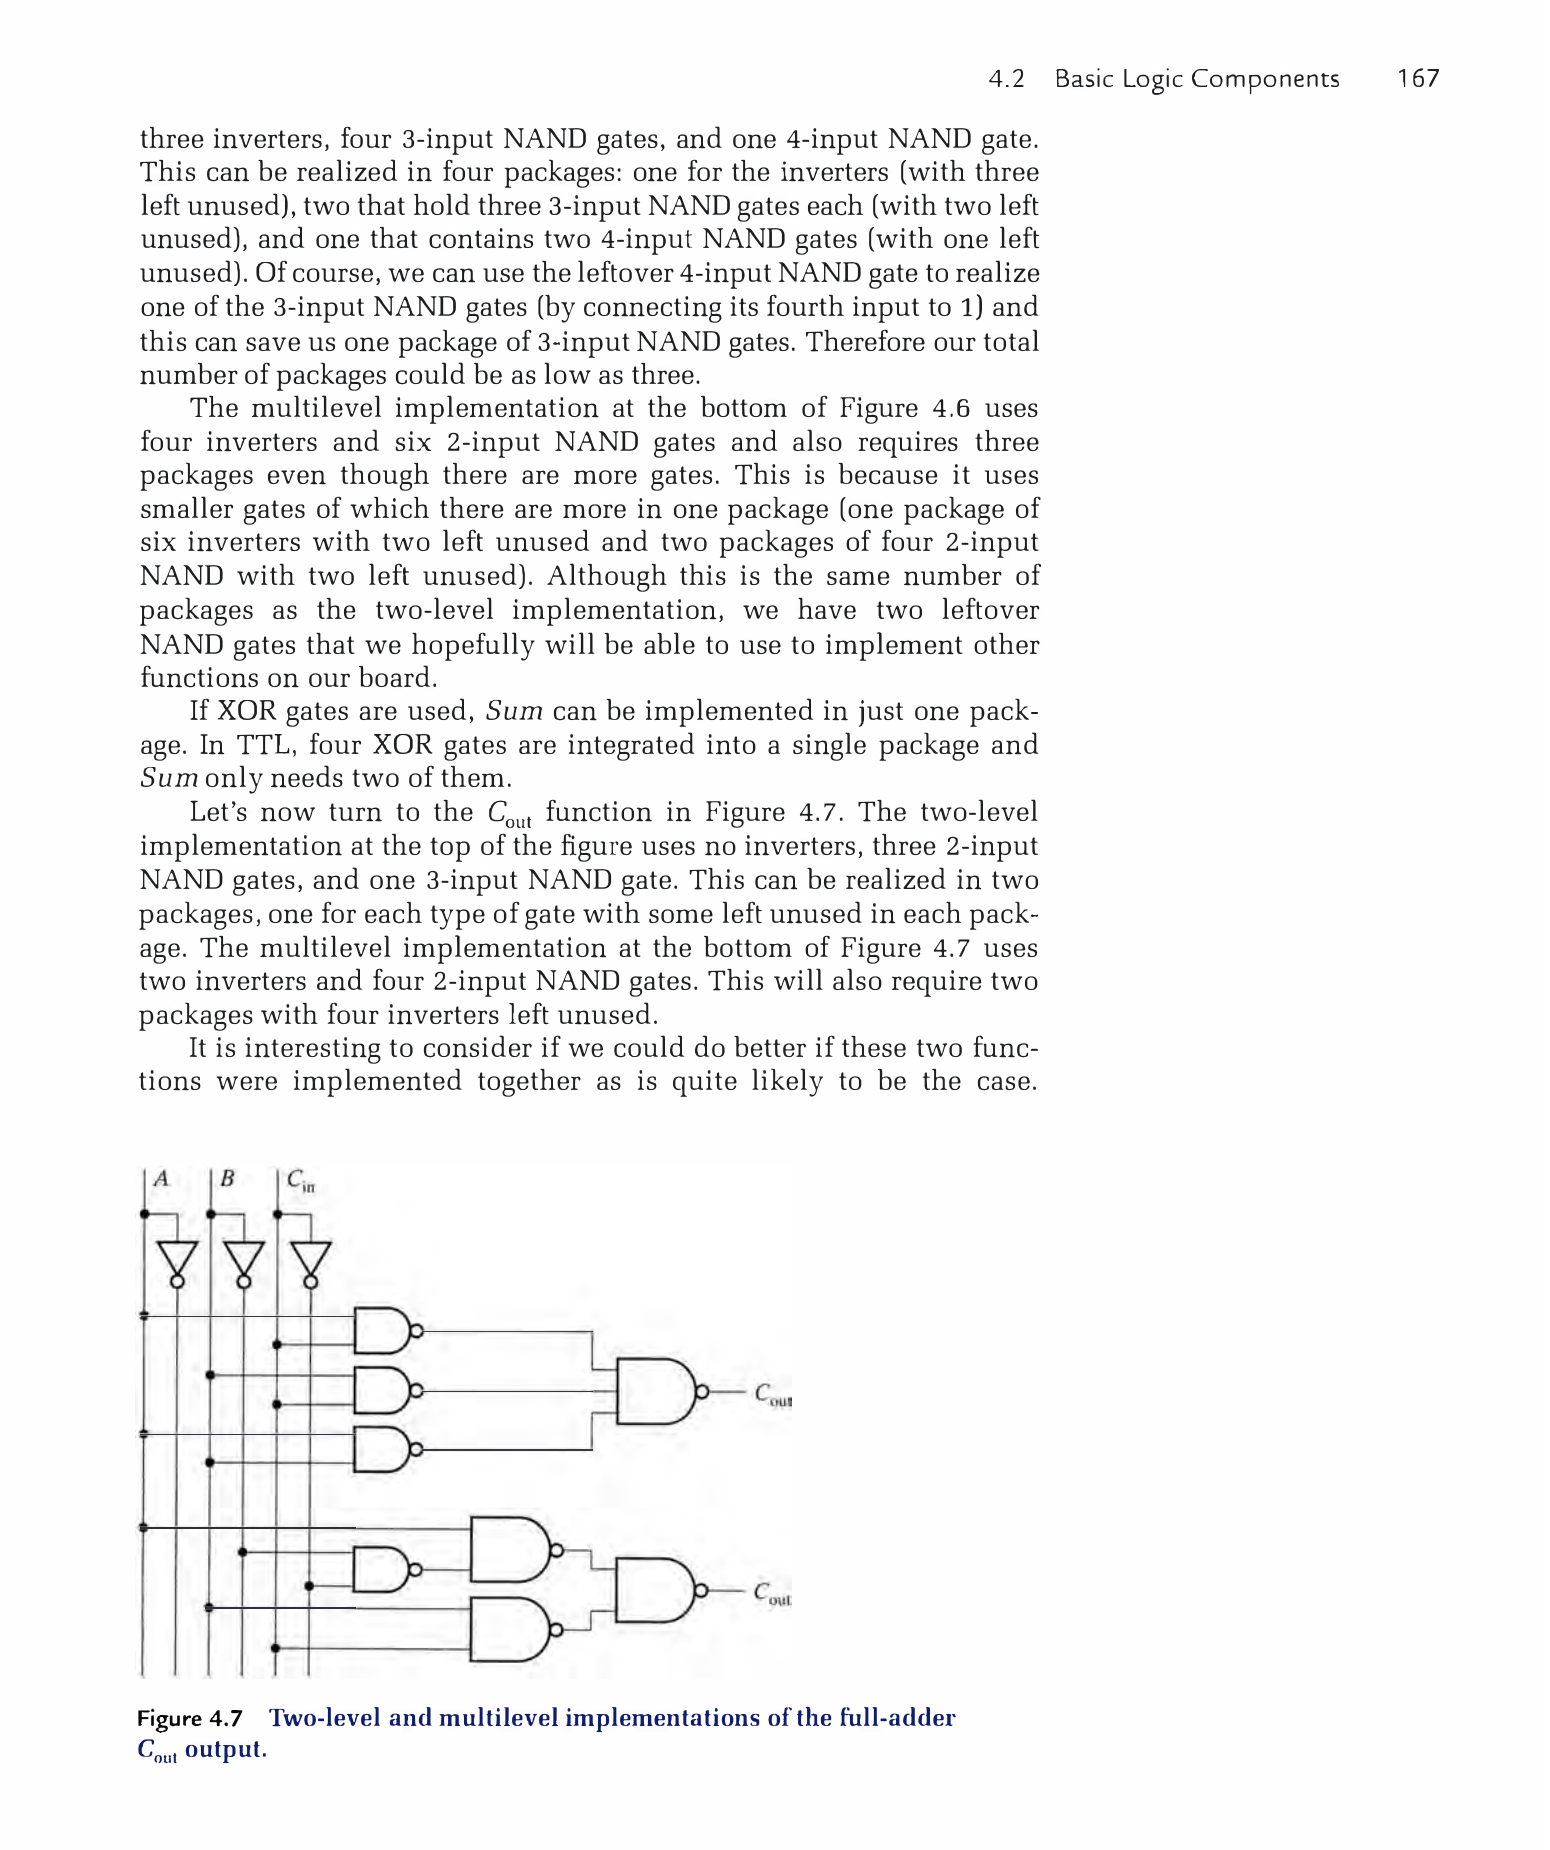 4.2 Basic Logic Components 167
three inverters, four 3-input NAND gates, and one 4-input NAND gate.
This can be realized in four packages: one for the inverters (with three
left unused), two that hold three 3-input NAND gates each (with two left
unused), and one that contains two 4-input NAND gates (with one left
unused). Of course, we can use the leftover 4-input NAND gate to realize
one of the 3-input NAND gates (by connecting its fourth input to 1) and
this can save us one package of 3-input NAND gates. Therefore our total
number of packages could be as low as three.
The multilevel implementation at the bottom of Figure 4.6 uses
four inverters and six 2-input NAND gates and also requires three
packages even though there are more gates. This is because it uses
smaller gates of which there are more in one package (one package of
six inverters with two left unused and two packages of four 2-input
NAND with two left unused). Although this is the same number of
packages as the two-level implementation, we have two leftover
NAND gates that we hopefully will be able to use to implement other
functions on our board.
If XOR gates are used, Sum can be implemented in just one pack-
age. In TTL, four XOR gates are integrated into a single package and
Sum only needs two of them.
Let's now turn to the Cout function in Figure 4.7. The two-level
implementation at the top of the figure uses no inverters, three 2-input
NAND gates, and one 3-input NAND gate. This can be realized in two
packages, one for each type of gate with some left unused in each pack-
age. The multilevel implementation at the bottom of Figure 4.7 uses
two inverters and four 2-input NAND gates. This will also require two
packages with four inverters left unused.
It is interesting to consider if we could do better if these two func-
tions were implemented together as is quite likely to be the case.
A B Cin
Cout
Cout
Figure 4.7 Two-level and multilevel implementations of the full-adder
Cout output.